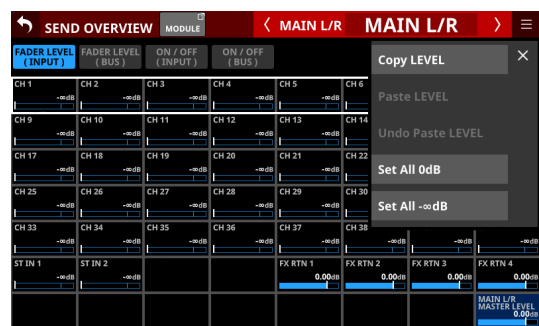 SEND OVERVIEW MODULE MAIN L/R MAIN L/R
FADER LEVEL FADER LEVEL ON / OFF ON / OFF
( INPUT ) ( BUS ) ( INPUT ) ( BUS )
Copy LEVEL
CH 1 CH 2 CH 3 CH 4 CH 5 CH 6
-∞dB -∞dB -∞dB -∞dB -∞dB
Paste LEVEL
CH 9 CH 10 CH 11 CH 12 CH 13 CH 14
-∞dB -∞dB -∞dB -∞dB -∞dB
Undo Paste LEVEL
CH 17 CH 18 CH 19 CH 20 CH 21 CH 22
-∞dB -∞dB -∞dB -∞dB -∞dB
Set All 0dB
CH 25 CH 26 CH 27 CH 28 CH 29 CH 30
-∞dB -∞dB -∞dB -∞dB -∞dB
Set All -∞dB
CH 33 CH 34 CH 35 CH 36 CH 37 CH 38
-∞dB -∞dB -∞dB -∞dB -∞dB -∞dB -∞dB -∞dB
ST IN 1 ST IN 2 FX RTN 1 FX RTN 2 FX RTN 3 FX RTN 4
-∞dB -∞dB 0.00dB 0.00dB 0.00dB 0.00dB
MAIN L/R
MASTER LEVEL
0.00dB